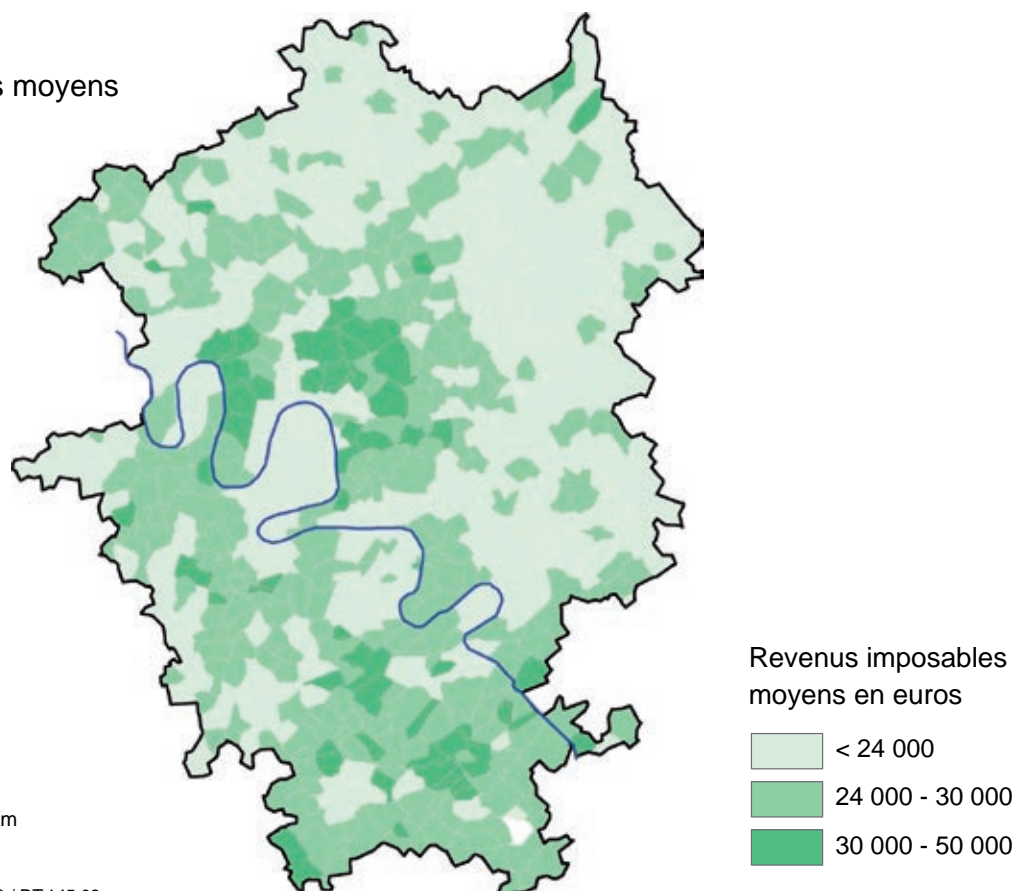 moyens
Revenus imposables
moyens en euros
< 24 000
24 000 - 30 000
30 000 - 50 000